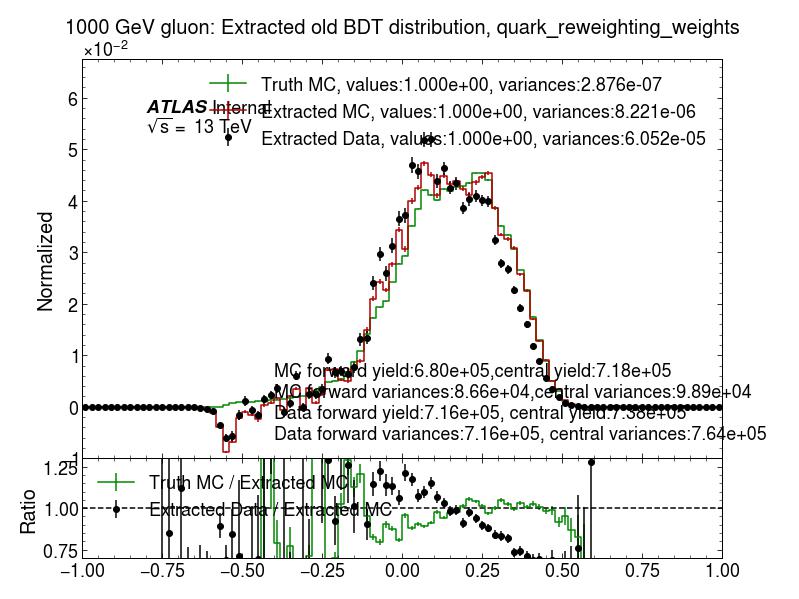 1000 GeV gluon: Extracted old BDT distribution, quark_reweighting_weights
×10⁻²
Truth MC, values:1.000e+00, variances:2.876e-07
ATLAS Internal
Extracted MC, values:1.000e+00, variances:8.221e-06
√s = 13 TeV
Extracted Data, values:1.000e+00, variances:6.052e-05
Normalized
6
5
4
3
2
1
0
−1
MC forward yield:6.80e+05,central yield:7.18e+05
MC forward variances:8.66e+04,central variances:9.89e+04
Data forward yield:7.16e+05, central yield:7.38e+05
Data forward variances:7.16e+05, central variances:7.64e+05
Ratio
1.25
1.00
0.75
Truth MC / Extracted MC
Extracted Data / Extracted MC
−1.00 −0.75 −0.50 −0.25 0.00 0.25 0.50 0.75 1.00